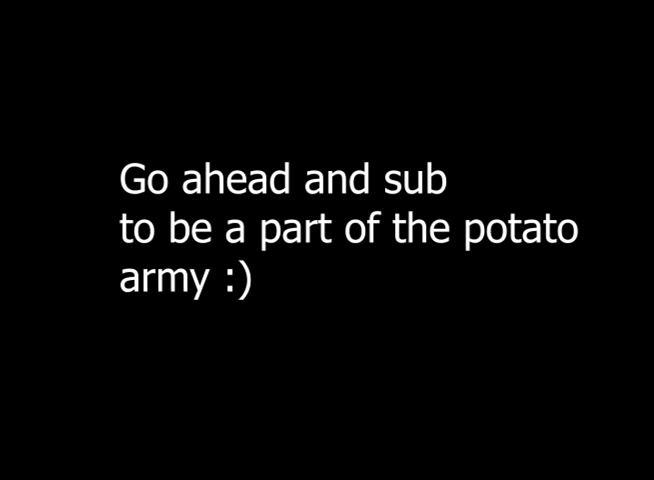 Go ahead and sub
to be a part of the potato
army :)